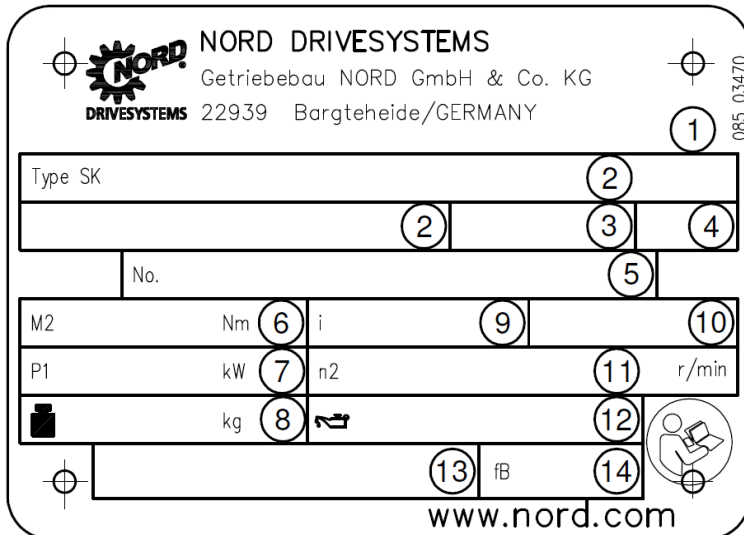 NORD
DRIVESYSTEMS
NORD DRIVESYSTEMS
Getriebebau NORD GmbH & Co. KG
22939 Bargteheide/GERMANY
085 03470
1
Type SK 2
2 3 4
No. 5
M2 Nm 6 i 9 10
P1 kW 7 n2 11 r/min
kg 8 12
13 fB 14
www.nord.com